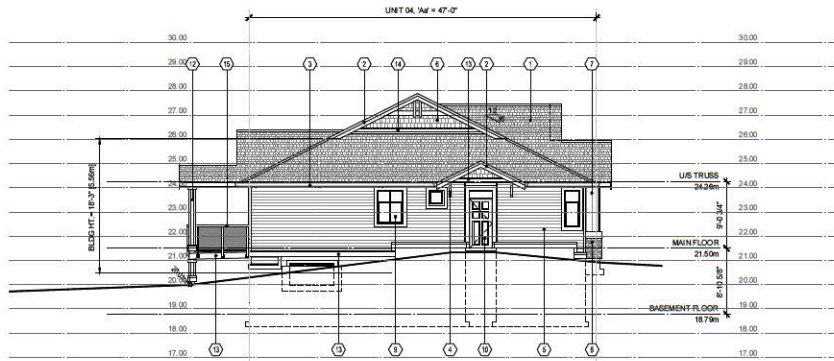 UNIT 04, 'Aa' = 47'-0"
30.00 30.00
29.00 29.00
28.00 28.00
12 15 3 2 14 6 13 2 1 7
27.00 27.00
12
26.00 26.00
25.00 25.00
U/S TRUSS
24.00 24.26m 24.00
BLDG HT. = 18'-3" [5.56m]
23.00 9'-0 3/4" 23.00
22.00 22.00
MAIN FLOOR
21.00 21.50m 21.00
20.00 8'-10 5/8" 20.00
19.00 BASEMENT FLOOR 19.00
18.79m
18.00 18.00
13 13 9 4 10 5 8
17.00 17.00